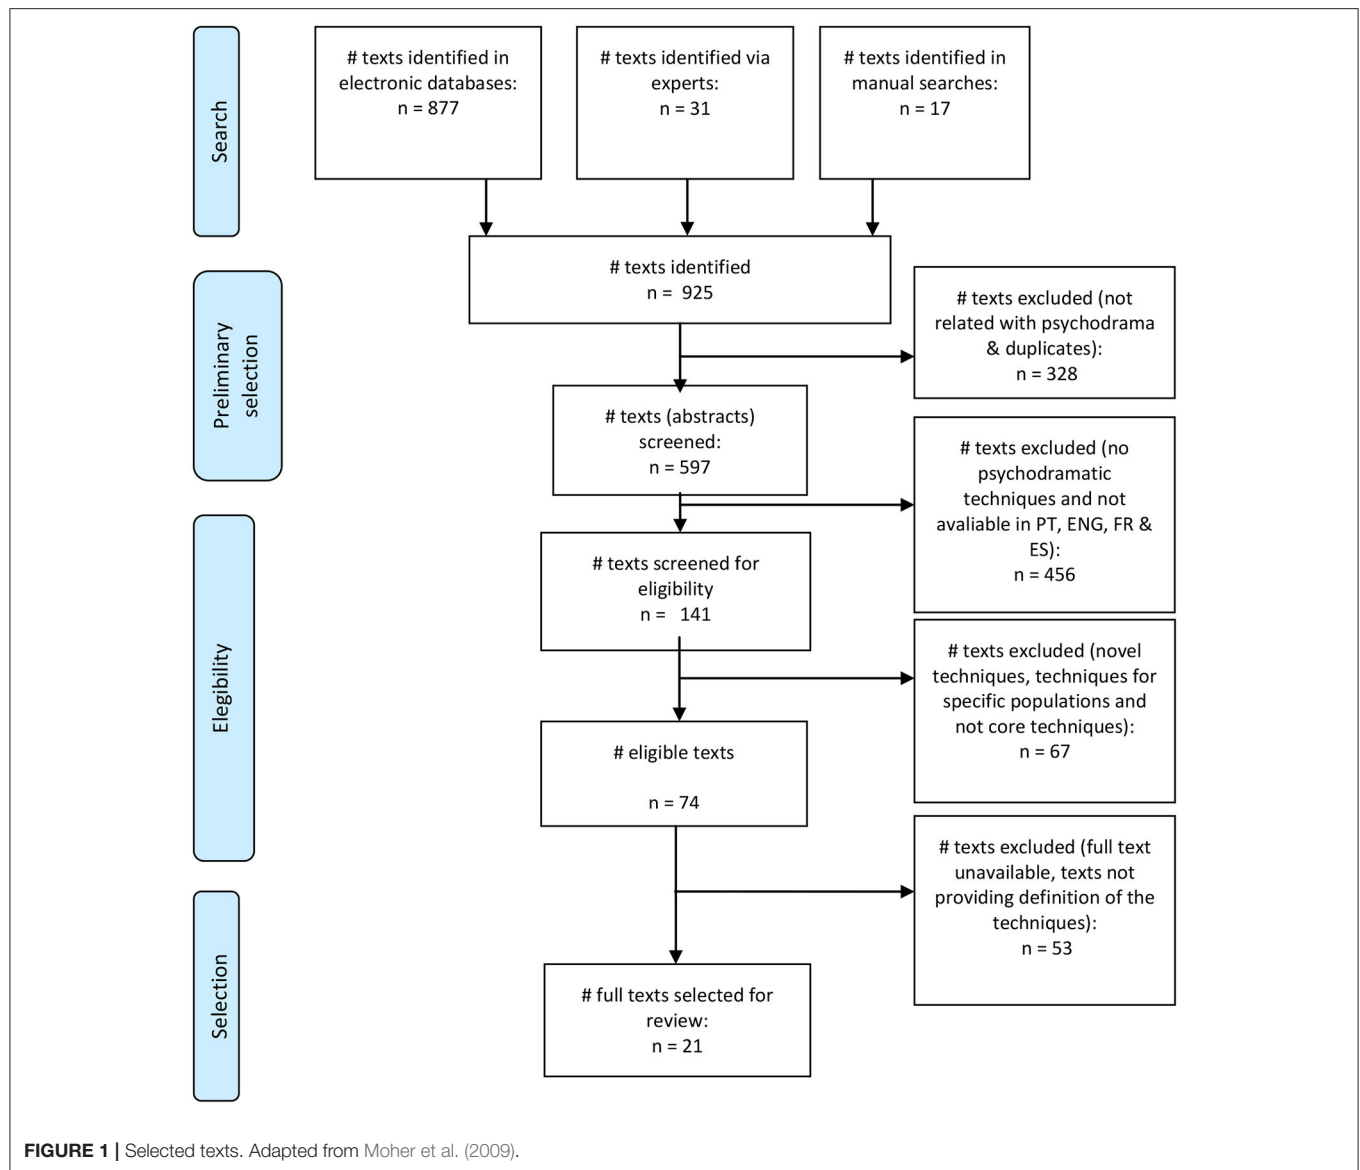 Search
# texts identified in
electronic databases:
n = 877
# texts identified via
experts:
n = 31
# texts identified in
manual searches:
n = 17
# texts identified
n =  925
Preliminary
selection
# texts excluded (not
related with psychodrama
& duplicates):
n = 328
# texts (abstracts)
screened:
n = 597
# texts excluded (no
psychodramatic
techniques and not
avaliable in PT, ENG, FR &
ES):
n = 456
Elegibility
# texts screened for
eligibility
n =   141
# texts excluded (novel
techniques, techniques for
specific populations and
not core techniques):
n = 67
# eligible texts
n = 74
# texts excluded (full text
unavailable, texts not
providing definition of the
techniques):
n = 53
Selection
# full texts selected for
review:
n = 21
FIGURE 1 | Selected texts. Adapted from Moher et al. (2009).